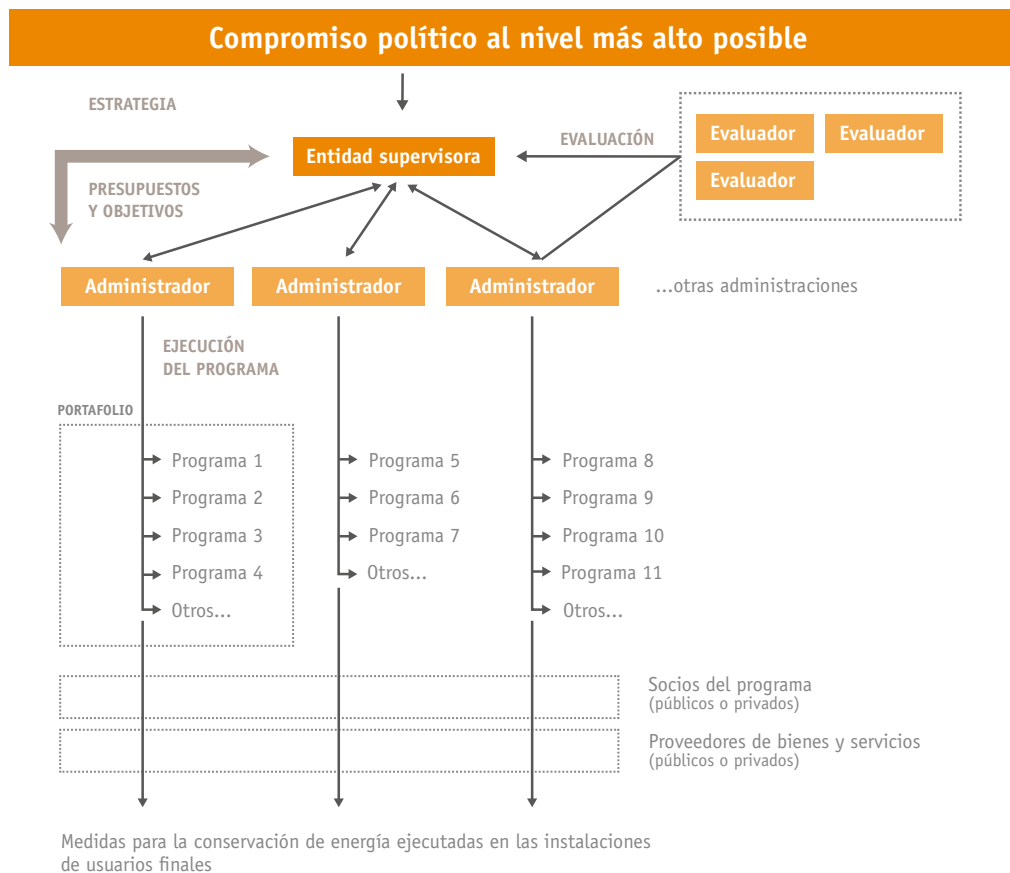 Compromiso político al nivel más alto posible
ESTRATEGIA
Entidad supervisora
EVALUACIÓN
Evaluador
Evaluador
Evaluador
PRESUPUESTOS
Y OBJETIVOS
Administrador
Administrador
Administrador
...otras administraciones
EJECUCIÓN
DEL PROGRAMA
PORTAFOLIO
Programa 1
Programa 2
Programa 3
Programa 4
Otros...
Programa 5
Programa 6
Programa 7
Otros...
Programa 8
Programa 9
Programa 10
Programa 11
Otros...
Socios del programa
(públicos o privados)
Proveedores de bienes y servicios
(públicos o privados)
Medidas para la conservación de energía ejecutadas en las instalaciones
de usuarios finales